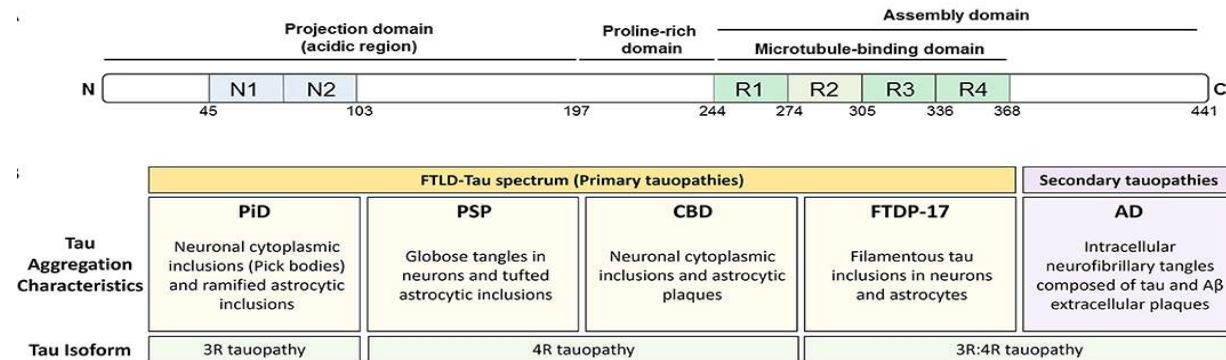 Assembly domain
Projection domain
(acidic region)
Proline-rich
domain
Microtubule-binding domain
N N1 N2 R1 R2 R3 R4 C
45 103 197 244 274 305 336 368 441
FTLD-Tau spectrum (Primary tauopathies) Secondary tauopathies
Tau
Aggregation
Characteristics
PiD
Neuronal cytoplasmic
inclusions (Pick bodies)
and ramified astrocytic
inclusions
PSP
Globose tangles in
neurons and tufted
astrocytic inclusions
CBD
Neuronal cytoplasmic
inclusions and astrocytic
plaques
FTDP-17
Filamentous tau
inclusions in neurons
and astrocytes
AD
Intracellular
neurofibrillary tangles
composed of tau and Aβ
extracellular plaques
Tau Isoform 3R tauopathy 4R tauopathy 3R:4R tauopathy